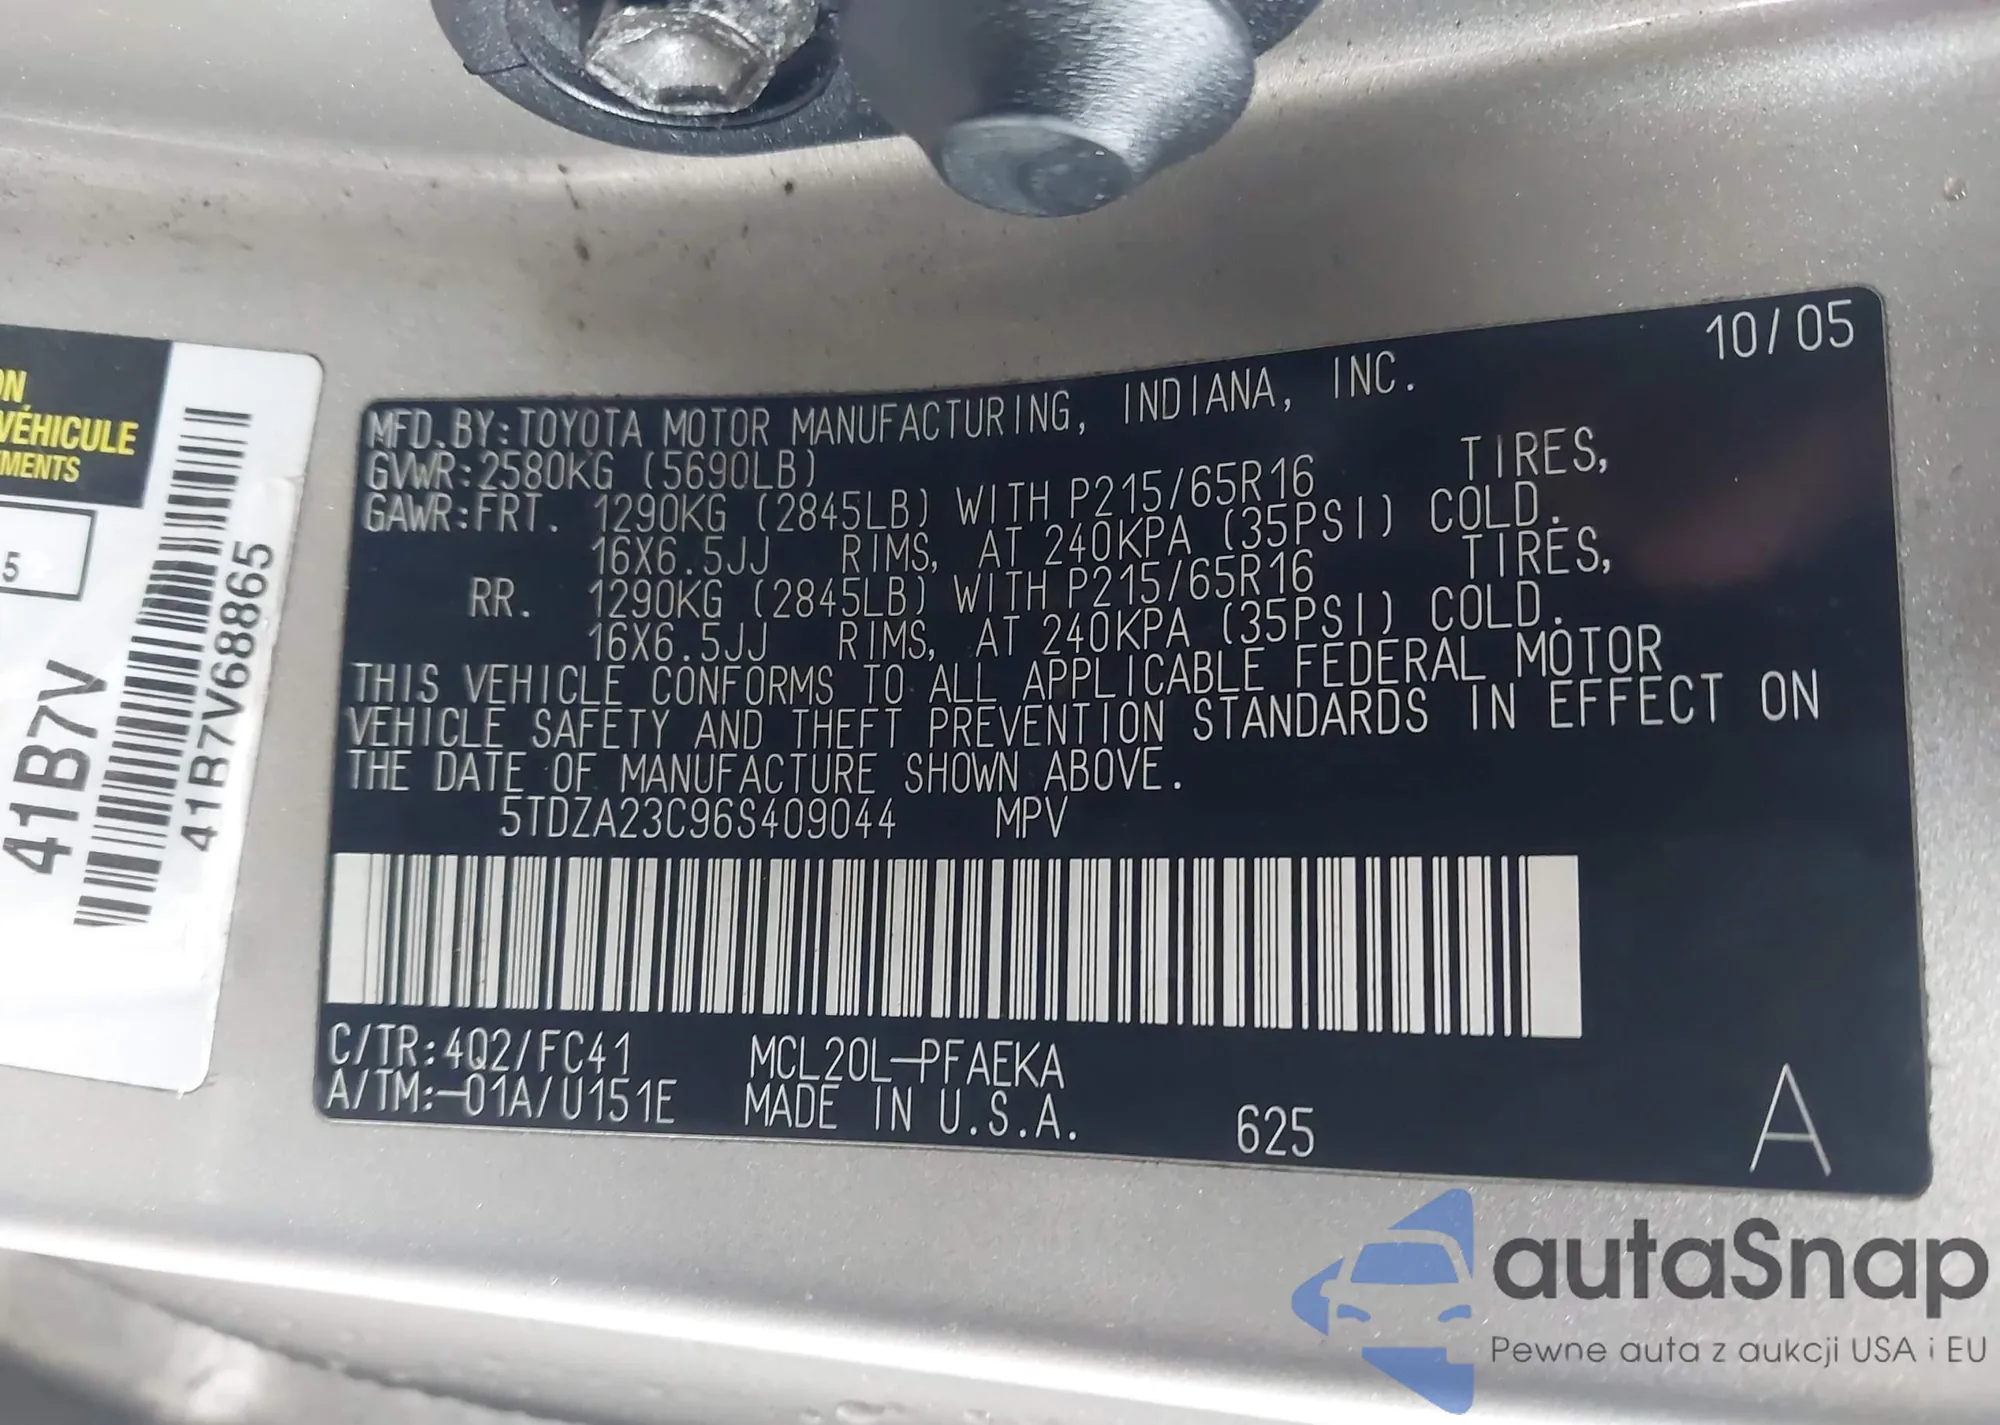 ON,
VÉHICULE
MENTS
5
41B7V
41B7V68865
10/05
MFD.BY:TOYOTA MOTOR MANUFACTURING, INDIANA, INC.
GVWR:2580KG (5690LB)
GAWR:FRT. 1290KG (2845LB) WITH P215/65R16 TIRES,
16X6.5JJ RIMS, AT 240KPA (35PSI) COLD.
RR. 1290KG (2845LB) WITH P215/65R16 TIRES,
16X6.5JJ RIMS, AT 240KPA (35PSI) COLD.
THIS VEHICLE CONFORMS TO ALL APPLICABLE FEDERAL MOTOR
VEHICLE SAFETY AND THEFT PREVENTION STANDARDS IN EFFECT ON
THE DATE OF MANUFACTURE SHOWN ABOVE.
5TDZA23C96S409044 MPV
C/TR:4Q2/FC41 MCL20L-PFAEKA
A/TM:-01A/U151E MADE IN U.S.A. 625 A
autaSnap
Pewne auta z aukcji USA i EU